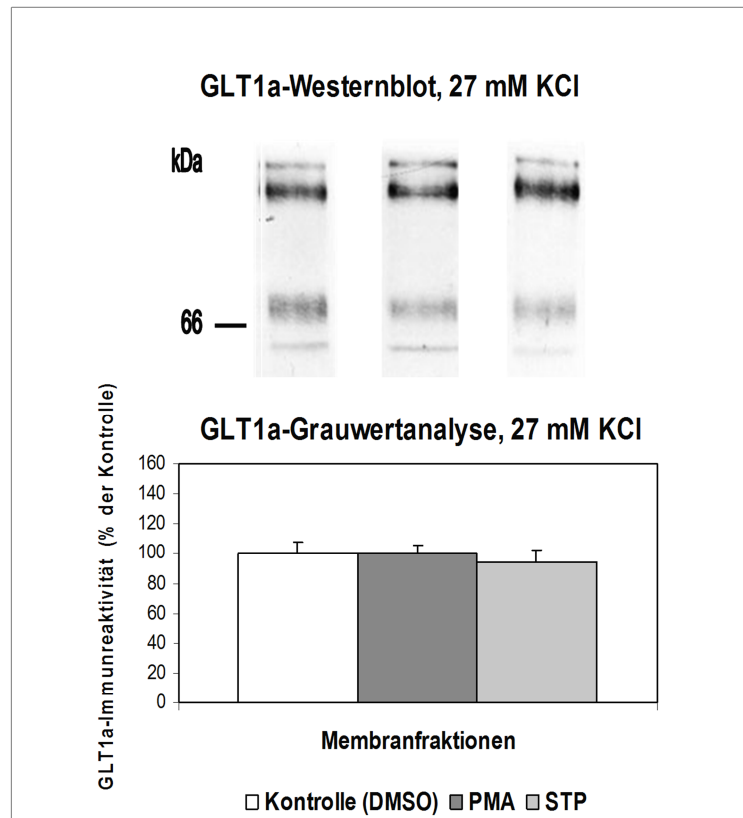 GLT1a-Westernblot, 27 mM KCl
kDa
66
GLT1a-Grauwertanalyse, 27 mM KCl
GLT1a-Immunreaktivität (% der Kontrolle)
160
140
120
100
80
60
40
20
0
Membranfraktionen
Kontrolle (DMSO) PMA STP